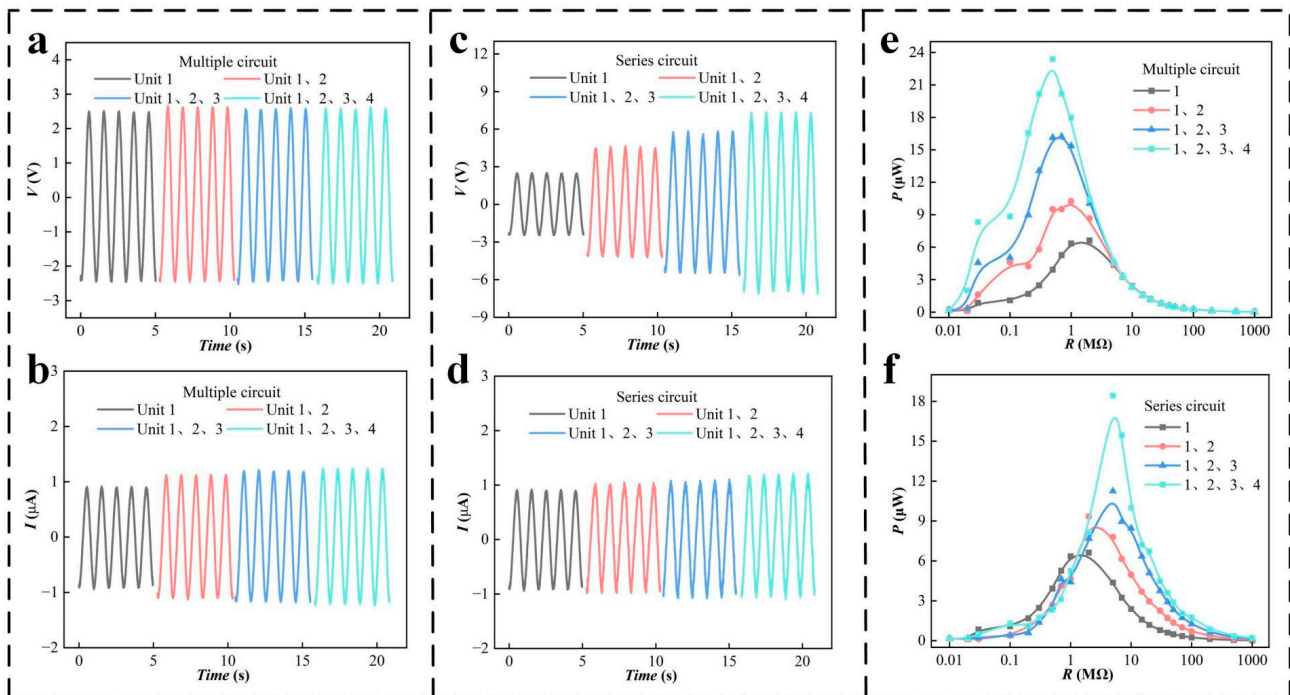 a
Multiple circuit
Unit 1
Unit 1、2
Unit 1、2、3
Unit 1、2、3、4
4
3
2
1
0
−1
−2
−3
V (V)
0
5
10
15
20
Time (s)
b
Multiple circuit
Unit 1
Unit 1、2
Unit 1、2、3
Unit 1、2、3、4
3
2
1
0
−1
−2
I (μA)
0
5
10
15
20
Time (s)
c
Series circuit
Unit 1
Unit 1、2
Unit 1、2、3
Unit 1、2、3、4
12
9
6
3
0
−3
−6
−9
V (V)
0
5
10
15
20
Time (s)
d
Series circuit
Unit 1
Unit 1、2
Unit 1、2、3
Unit 1、2、3、4
3
2
1
0
−1
−2
I (μA)
0
5
10
15
20
Time (s)
e
Multiple circuit
1
1、2
1、2、3
1、2、3、4
24
21
18
15
12
9
6
3
0
P (μW)
0.01
0.1
1
10
100
1000
R (MΩ)
f
Series circuit
1
1、2
1、2、3
1、2、3、4
18
15
12
9
6
3
0
P (μW)
0.01
0.1
1
10
100
1000
R (MΩ)